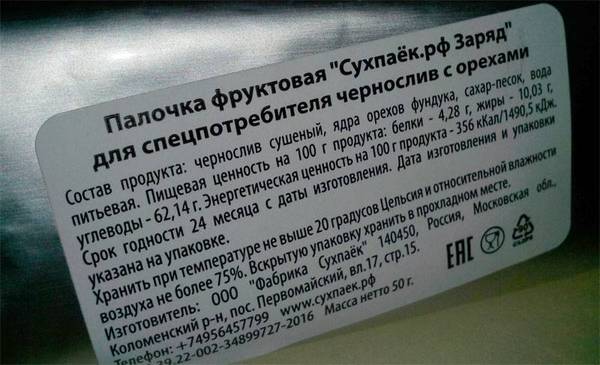 Палочка фруктовая "Сухпаёк.рф Заряд"
для спецпотребителя чернослив с орехами
Состав продукта: чернослив сушеный, ядра орехов фундука, сахар-песок, вода
питьевая. Пищевая ценность на 100 г продукта: белки - 4,28 г, жиры - 10,03 г,
углеводы - 62,14 г. Энергетическая ценность на 100 г продукта - 356 кКал/1490,5 кДж.
Срок годности 24 месяца с даты изготовления. Дата изготовления и упаковки
указана на упаковке.
Хранить при температуре не выше 20 градусов Цельсия и относительной влажности
воздуха не более 75%. Вскрытую упаковку хранить в прохладном месте.
Изготовитель: ООО "Фабрика Сухпаёк" 140450, Россия, Московская обл.,
Коломенский р-н, пос. Первомайский, вл.17, стр.15.
Телефон: +74956457799 www.сухпаек.рф
39.22-002-34899727-2016 Масса нетто 50 г.
ЕАС